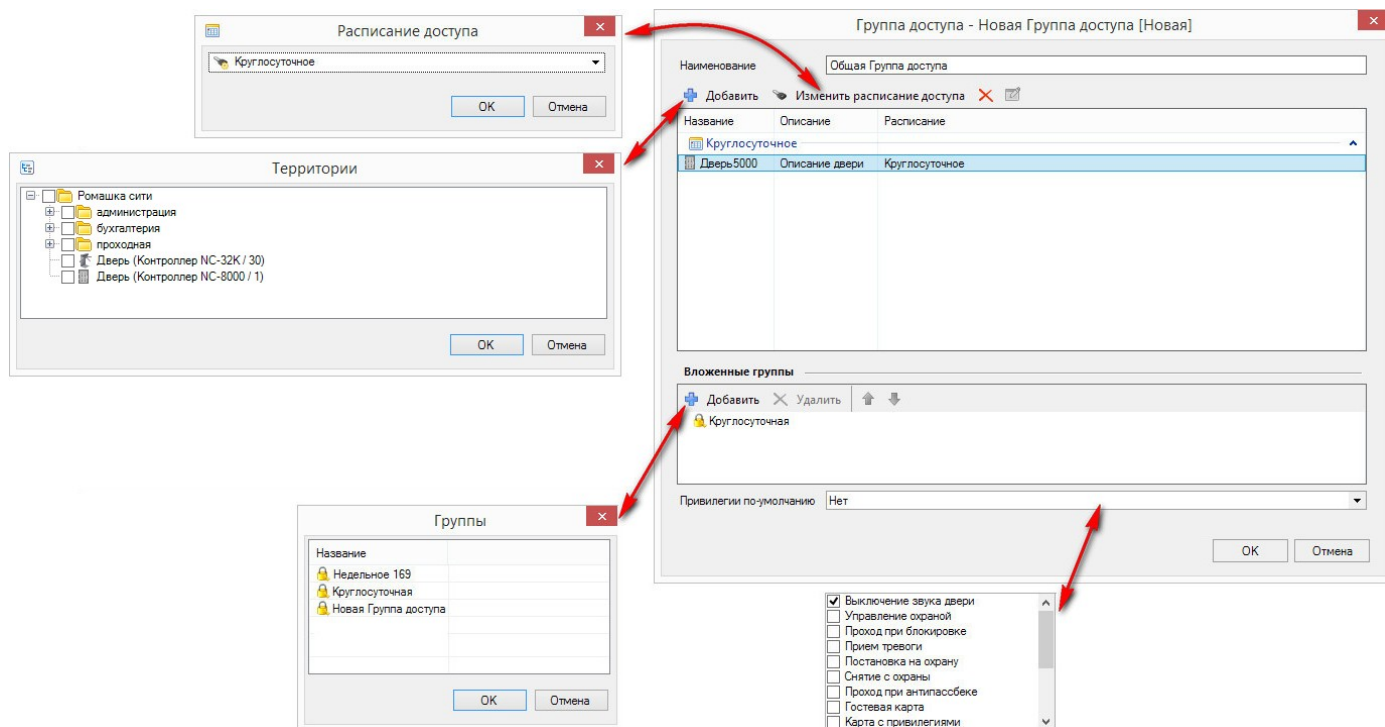 Расписание доступа
Круглосуточное
OK Отмена
Территории
Ромашка сити
администрация
бухгалтерия
проходная
Дверь (Контроллер NC-32K / 30)
Дверь (Контроллер NC-8000 / 1)
OK Отмена
Группа доступа - Новая Группа доступа [Новая]
Наименование Общая Группа доступа
Добавить Изменить расписание доступа
Название Описание Расписание
Круглосуточное
Дверь5000 Описание двери Круглосуточное
Вложенные группы
Добавить Удалить
Круглосуточная
Привилегии по-умолчанию Нет
OK Отмена
Группы
Название
Недельное 169
Круглосуточная
Новая Группа доступа
OK Отмена
Выключение звука двери
Управление охраной
Проход при блокировке
Прием тревоги
Постановка на охрану
Снятие с охраны
Проход при антипассбеке
Гостевая карта
Карта с привилегиями